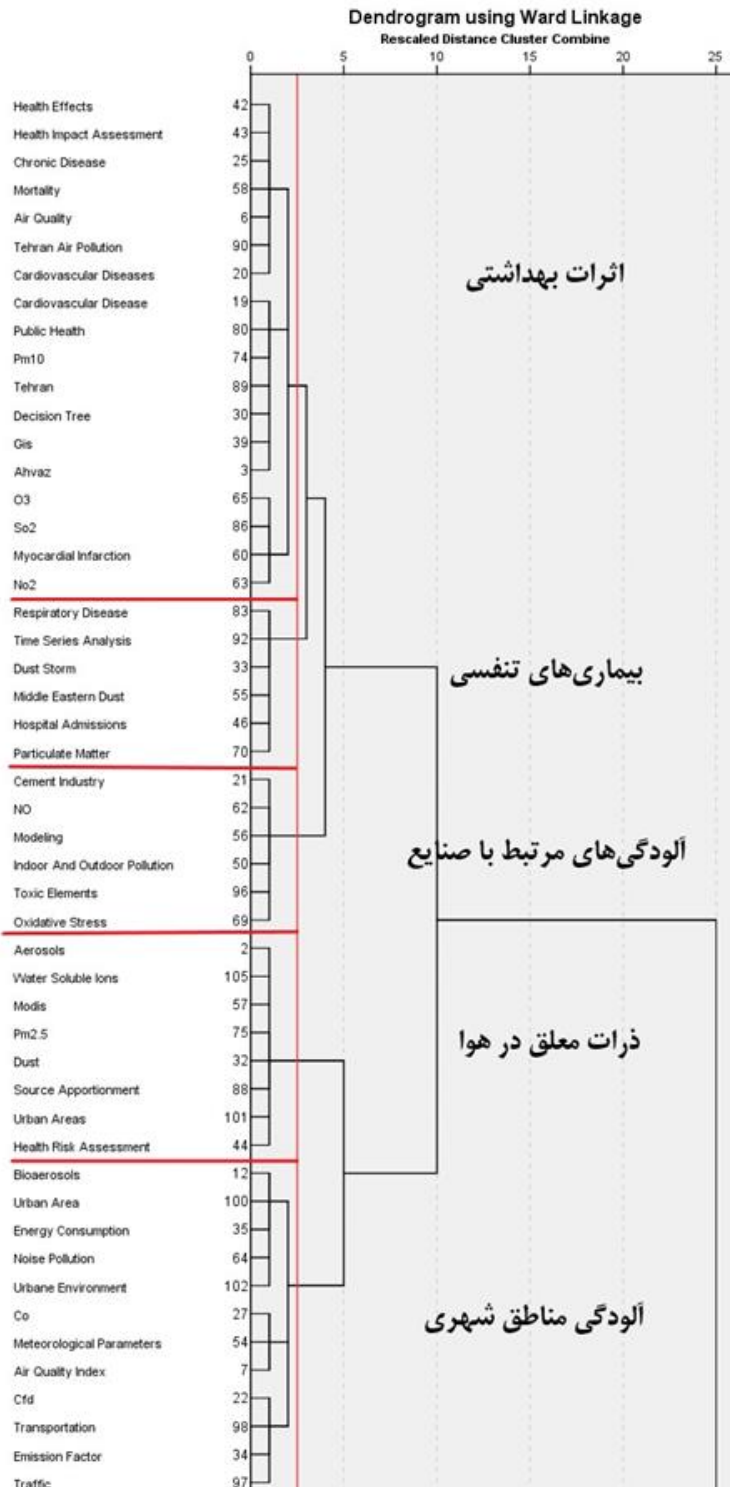 Dendrogram using Ward Linkage
Rescaled Distance Cluster Combine
0 5 10 15 20 25
Health Effects 42
Health Impact Assessment 43
Chronic Disease 25
Mortality 58
Air Quality 6
Tehran Air Pollution 90
Cardiovascular Diseases 20
اثرات بهداشتی
Cardiovascular Disease 19
Public Health 80
Pm10 74
Tehran 89
Decision Tree 30
Gis 39
Ahvaz 3
O3 65
So2 86
Myocardial Infarction 60
No2 63
Respiratory Disease 83
Time Series Analysis 92
Dust Storm 33
بیماری‌های تنفسی
Middle Eastern Dust 55
Hospital Admissions 46
Particulate Matter 70
Cement Industry 21
NO 62
Modeling 56
آلودگی‌های مرتبط با صنایع
Indoor And Outdoor Pollution 50
Toxic Elements 96
Oxidative Stress 69
Aerosols 2
Water Soluble Ions 105
Modis 57
Pm2.5 75
ذرات معلق در هوا
Dust 32
Source Apportionment 88
Urban Areas 101
Health Risk Assessment 44
Bioaerosols 12
Urban Area 100
Energy Consumption 35
Noise Pollution 64
Urbane Environment 102
Co 27
آلودگی مناطق شهری
Meteorological Parameters 54
Air Quality Index 7
Cfd 22
Transportation 98
Emission Factor 34
Traffic 97